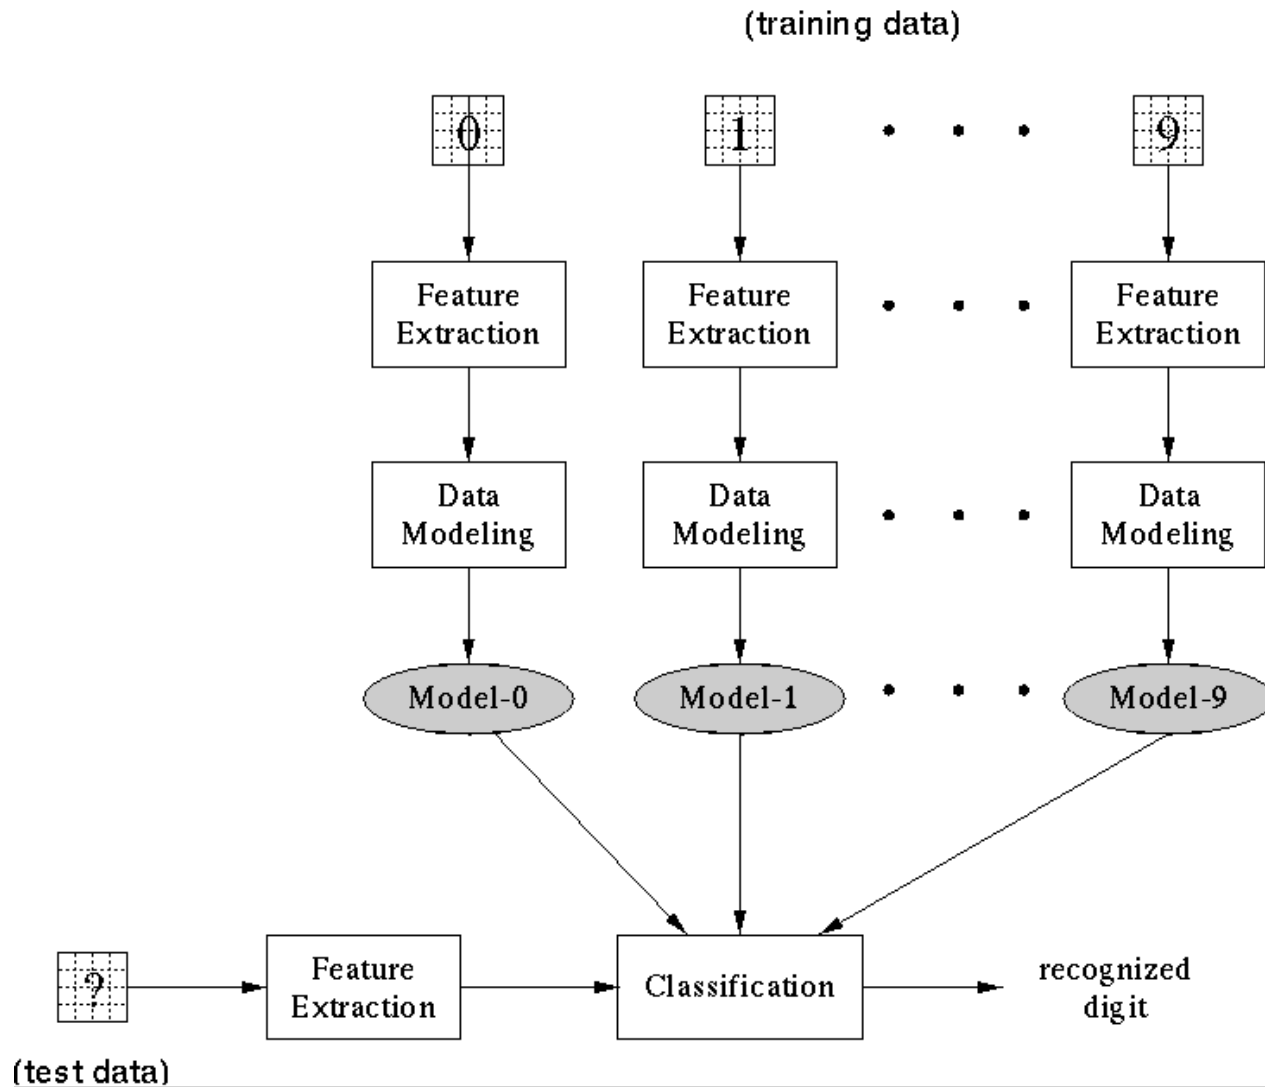 (training data)
0 1 9
Feature Extraction
Feature Extraction
Feature Extraction
Data Modeling
Data Modeling
Data Modeling
Model-0 Model-1 Model-9
?
Feature Extraction
Classification
recognized digit
(test data)